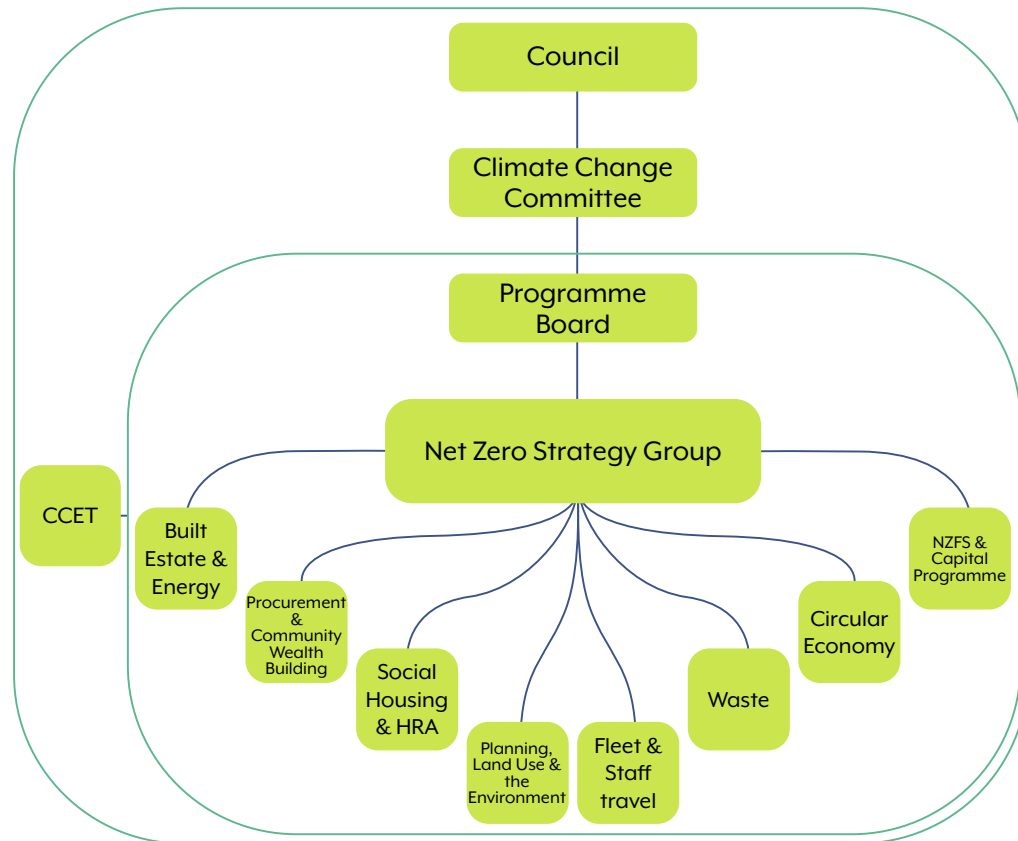 Council
Climate Change
Committee
Programme
Board
Net Zero Strategy Group
CCET
Built
Estate &
Energy
Procurement
&
Community
Wealth
Building
Social
Housing
& HRA
Planning,
Land Use &
the
Environment
Fleet &
Staff
travel
Waste
Circular
Economy
NZFS &
Capital
Programme